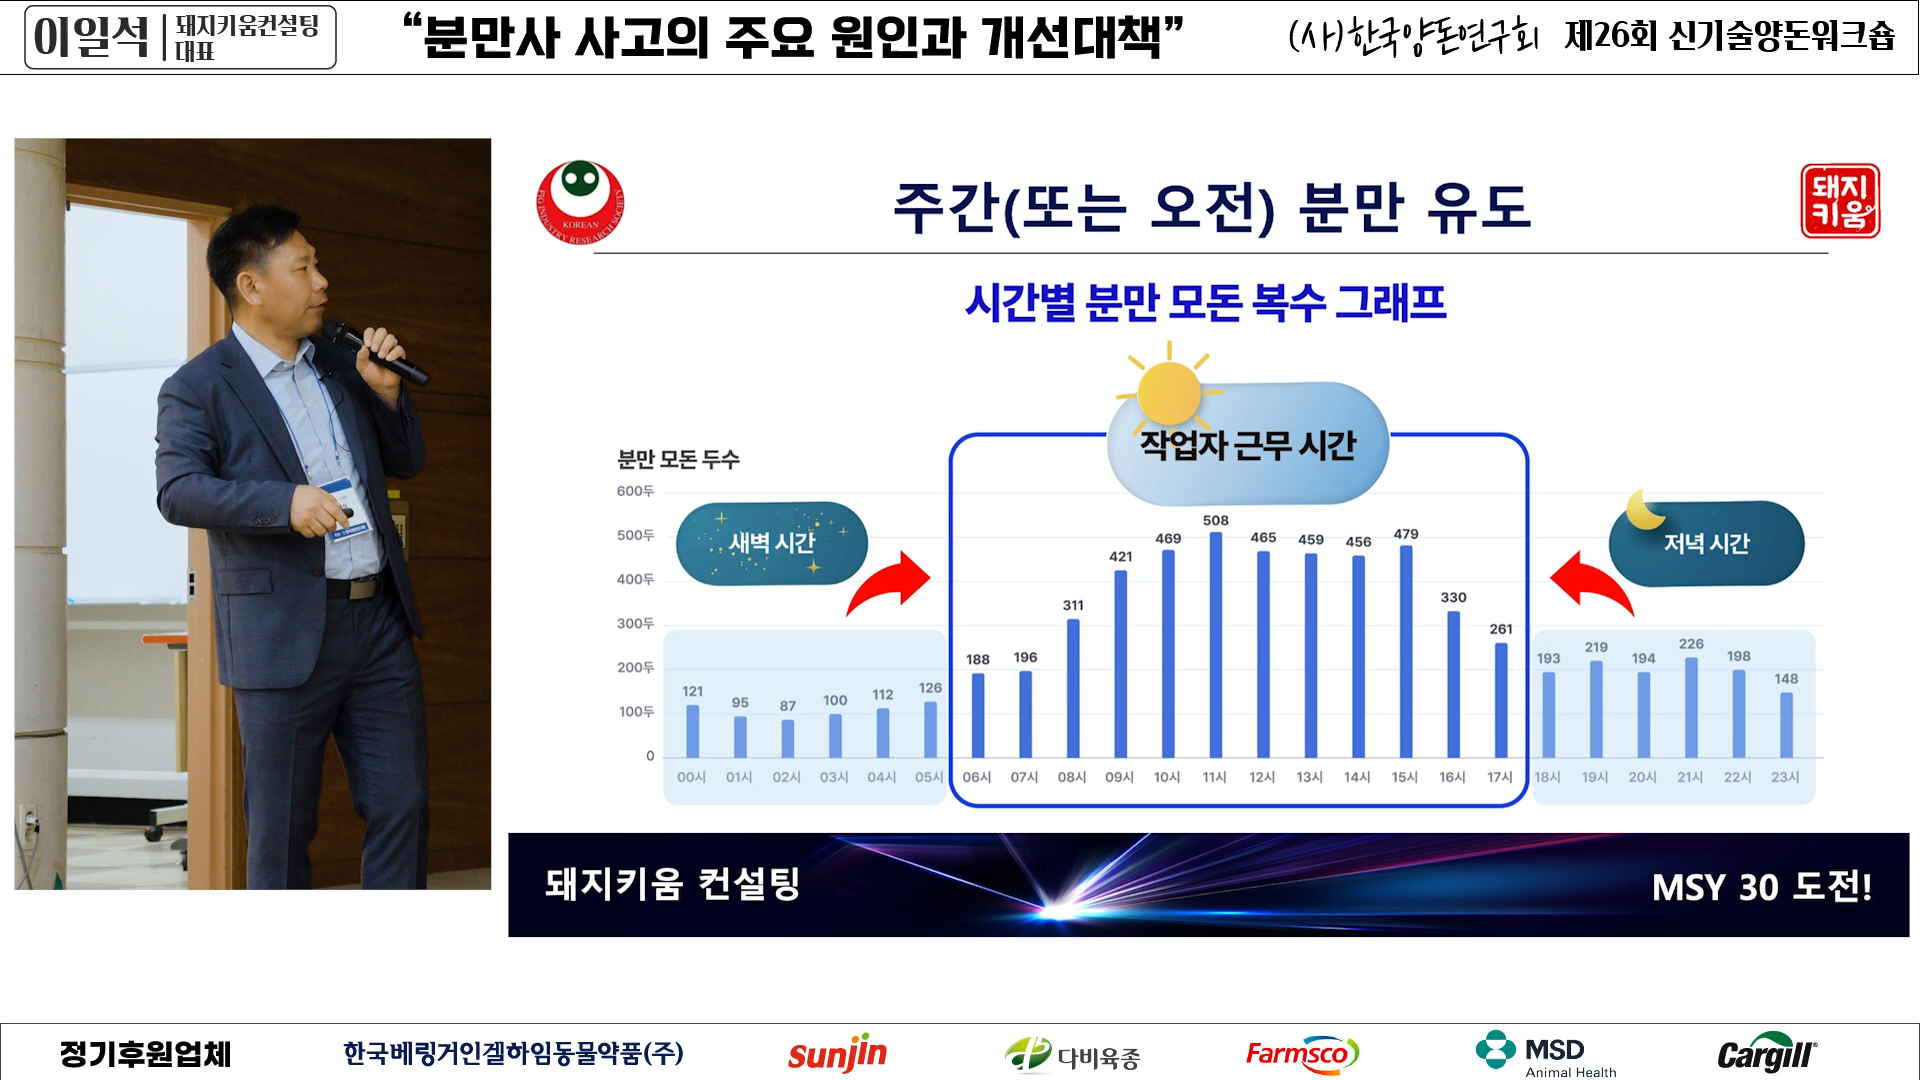 이일석
돼지키움컨설팅
대표
“분만사 사고의 주요 원인과 개선대책”
(사)한국양돈연구회 제26회 신기술양돈워크숍
KOREAN
PIG INDUSTRY RESEARCH SOCIETY
주간(또는 오전) 분만 유도
돼지
키움
시간별 분만 모돈 복수 그래프
작업자 근무 시간
분만 모돈 두수
새벽 시간
저녁 시간
600두
500두
400두
300두
200두
100두
0
121 95 87 100 112 126 188 196 311 421 469 508 465 459 456 479 330 261 193 219 194 226 198 148
00시 01시 02시 03시 04시 05시 06시 07시 08시 09시 10시 11시 12시 13시 14시 15시 16시 17시 18시 19시 20시 21시 22시 23시
돼지키움 컨설팅
MSY 30 도전!
정기후원업체
한국베링거인겔하임동물약품(주)
sunjin
다비육종
Farmsco
MSD
Animal Health
Cargill